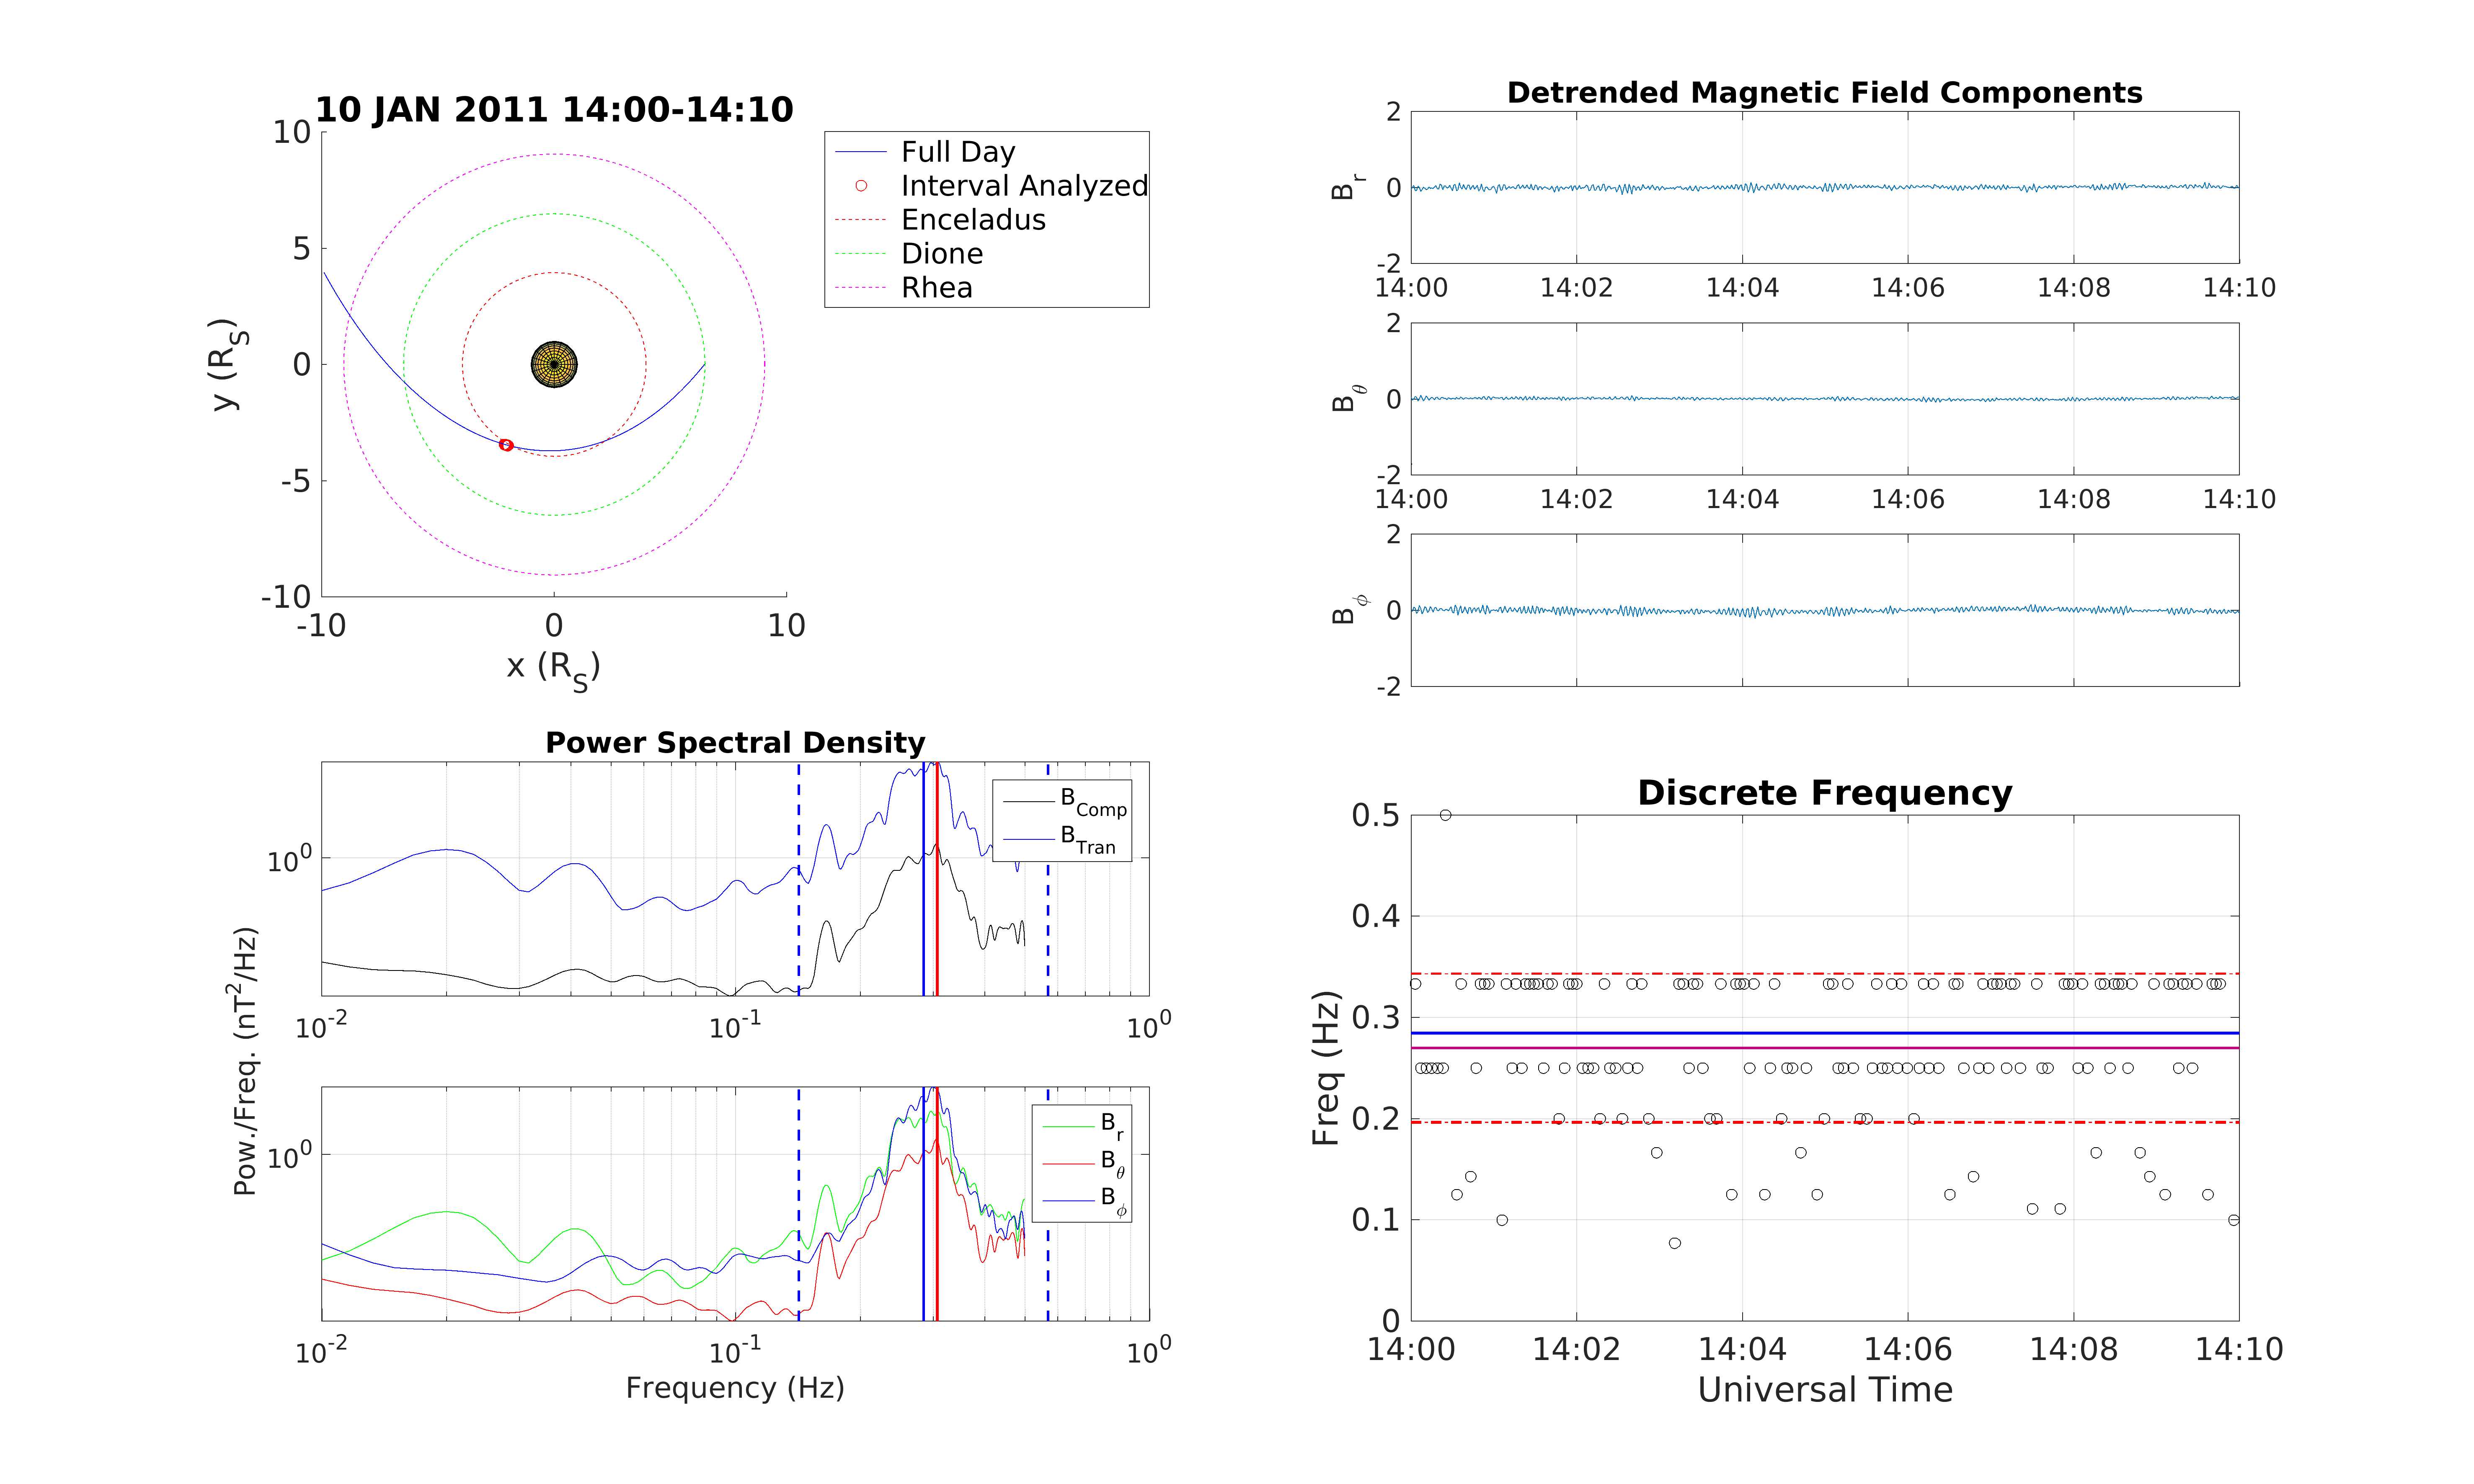 10 JAN 2011 14:00-14:10
10
5
0
-5
-10
-10 0 10
y (R_S)
x (R_S)
Full Day
Interval Analyzed
Enceladus
Dione
Rhea
Detrended Magnetic Field Components
2
0
-2
B_r
14:00 14:02 14:04 14:06 14:08 14:10
2
0
-2
B_θ
14:00 14:02 14:04 14:06 14:08 14:10
2
0
-2
B_ϕ
Power Spectral Density
10^0
B_Comp
B_Tran
10^-2 10^-1 10^0
Pow./Freq. (nT^2/Hz)
10^0
B_r
B_θ
B_ϕ
10^-2 10^-1 10^0
Frequency (Hz)
Discrete Frequency
0.5
0.4
0.3
0.2
0.1
0
Freq (Hz)
14:00 14:02 14:04 14:06 14:08 14:10
Universal Time